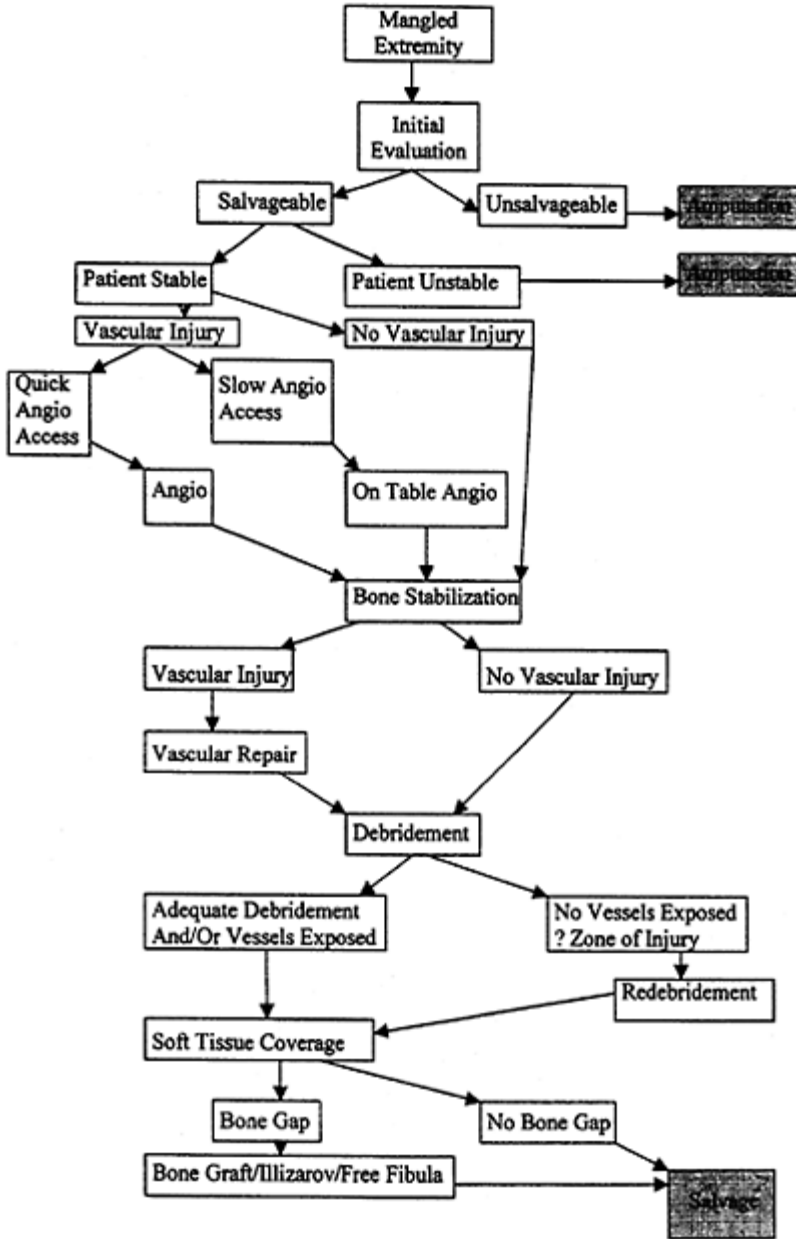 Mangled
Extremity
Initial
Evaluation
Salvageable
Unsalvageable
Amputation
Patient Stable
Patient Unstable
Amputation
Vascular Injury
No Vascular Injury
Quick
Angio
Access
Slow Angio
Access
Angio
On Table Angio
Bone Stabilization
Vascular Injury
No Vascular Injury
Vascular Repair
Debridement
Adequate Debridement
And/Or Vessels Exposed
No Vessels Exposed
? Zone of Injury
Redebridement
Soft Tissue Coverage
Bone Gap
No Bone Gap
Bone Graft/Illizarov/Free Fibula
Salvage